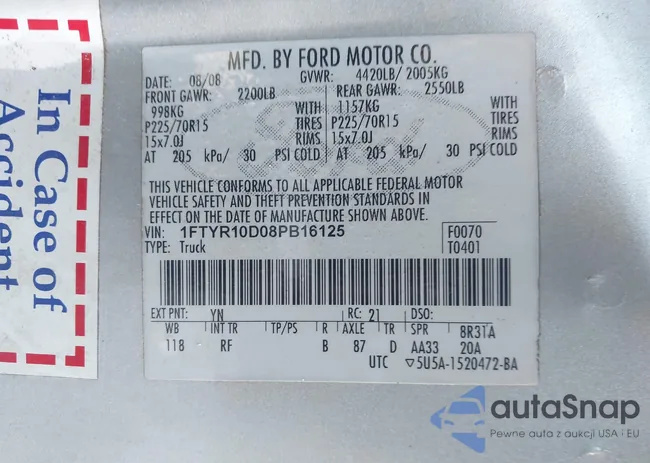 In Case of
Accident
MFD. BY FORD MOTOR CO.
DATE: 08/08 GVWR: 4420LB/ 2005KG
FRONT GAWR: 2200LB REAR GAWR: 2550LB
998KG WITH 1157KG WITH
P225/70R15 TIRES P225/70R15 TIRES
15x7.0J RIMS 15x7.0J RIMS
AT 205 kPa/ 30 PSI COLD AT 205 kPa/ 30 PSI COLD
THIS VEHICLE CONFORMS TO ALL APPLICABLE FEDERAL MOTOR
VEHICLE SAFETY AND THEFT PREVENTION STANDARDS IN
EFFECT ON THE DATE OF MANUFACTURE SHOWN ABOVE.
VIN: 1FTYR10D08PB16125 F0070
TYPE: Truck T0401
EXT PNT: YN RC: 21 DSO:
WB INT TR TP/PS R AXLE TR SPR 8R31A
118 RF B 87 D AA33 20A
UTC ▽5U5A-1520472-BA
autoSnap
Pewne auta z aukcji USA i EU